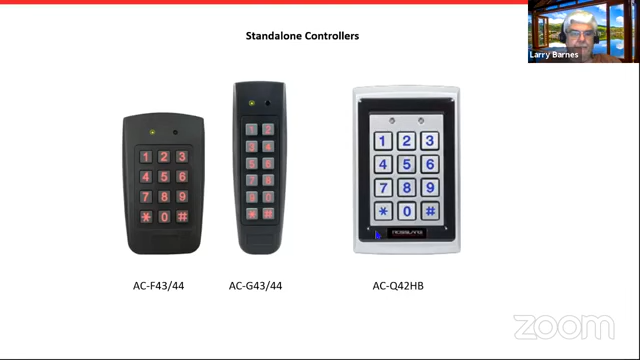 Standalone Controllers
Larry Barnes
1 2 3
4 5 6
7 8 9
* 0 #
1 2
3 4
5 6
7 8
9 0
* #
1 2 3
4 5 6
7 8 9
* 0 #
AC-F43/44
AC-G43/44
AC-Q42HB
zoom